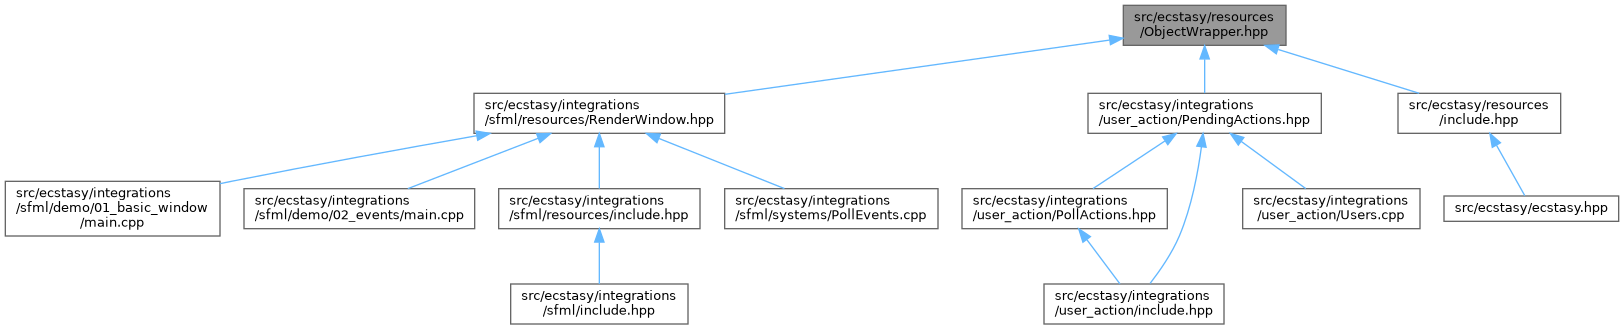 src/ecstasy/resources
/ObjectWrapper.hpp
src/ecstasy/integrations
/sfml/resources/RenderWindow.hpp
src/ecstasy/integrations
/user_action/PendingActions.hpp
src/ecstasy/resources
/include.hpp
src/ecstasy/integrations
/sfml/demo/01_basic_window
/main.cpp
src/ecstasy/integrations
/sfml/demo/02_events/main.cpp
src/ecstasy/integrations
/sfml/resources/include.hpp
src/ecstasy/integrations
/sfml/systems/PollEvents.cpp
src/ecstasy/integrations
/user_action/PollActions.hpp
src/ecstasy/integrations
/user_action/Users.cpp
src/ecstasy/ecstasy.hpp
src/ecstasy/integrations
/sfml/include.hpp
src/ecstasy/integrations
/user_action/include.hpp